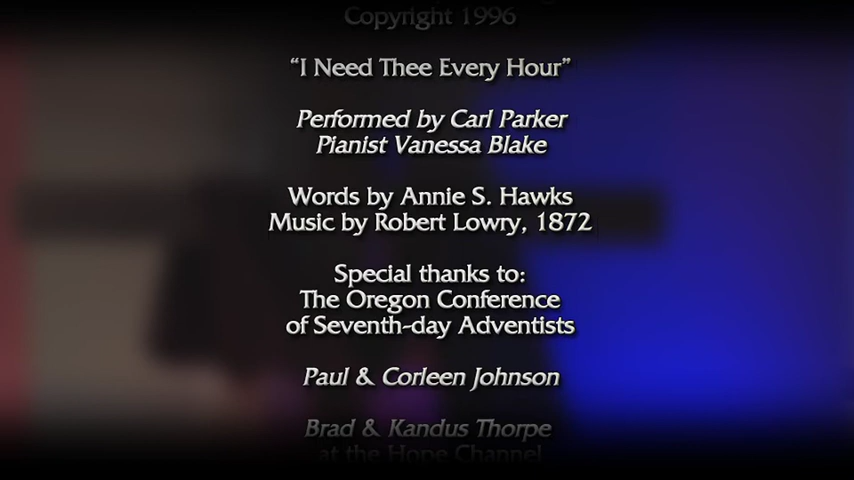 Copyright 1996
“I Need Thee Every Hour”
Performed by Carl Parker
Pianist Vanessa Blake
Words by Annie S. Hawks
Music by Robert Lowry, 1872
Special thanks to:
The Oregon Conference
of Seventh-day Adventists
Paul & Corleen Johnson
Brad & Kandus Thorpe
at the Hope Channel